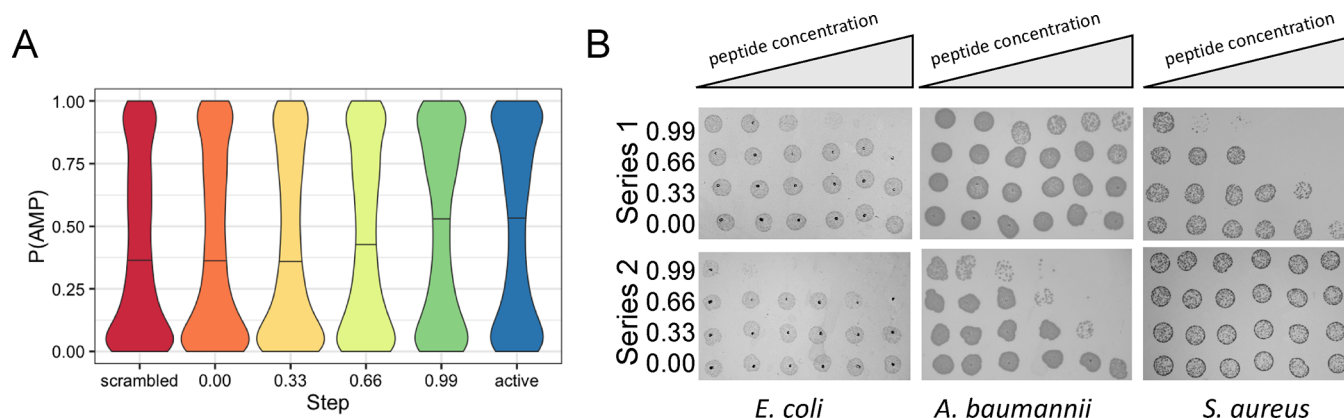 A
P(AMP)
1.00
0.75
0.50
0.25
0.00
scrambled 0.00 0.33 0.66 0.99 active
Step
B
peptide concentration peptide concentration peptide concentration
Series 1
0.99
0.66
0.33
0.00
Series 2
0.99
0.66
0.33
0.00
E. coli A. baumannii S. aureus